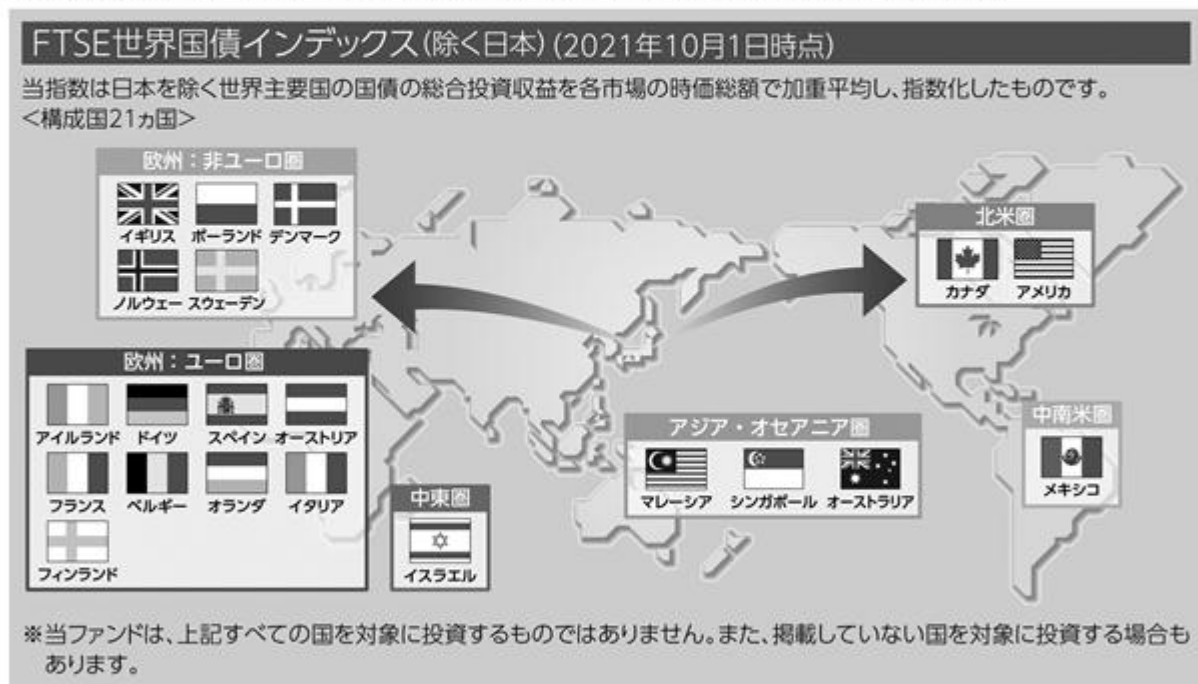 FTSE世界国債インデックス(除く日本)(2021年10月1日時点)
当指数は日本を除く世界主要国の国債の総合投資収益を各市場の時価総額で加重平均し、指数化したものです。
<構成国21ヵ国>
欧州：非ユーロ圏
イギリス ポーランド デンマーク
ノルウェー スウェーデン
北米圏
カナダ アメリカ
欧州：ユーロ圏
アイルランド ドイツ スペイン オーストリア
フランス ベルギー オランダ イタリア
フィンランド
中東圏
イスラエル
アジア・オセアニア圏
マレーシア シンガポール オーストラリア
中南米圏
メキシコ
※当ファンドは、上記すべての国を対象に投資するものではありません。また、掲載していない国を対象に投資する場合も
あります。